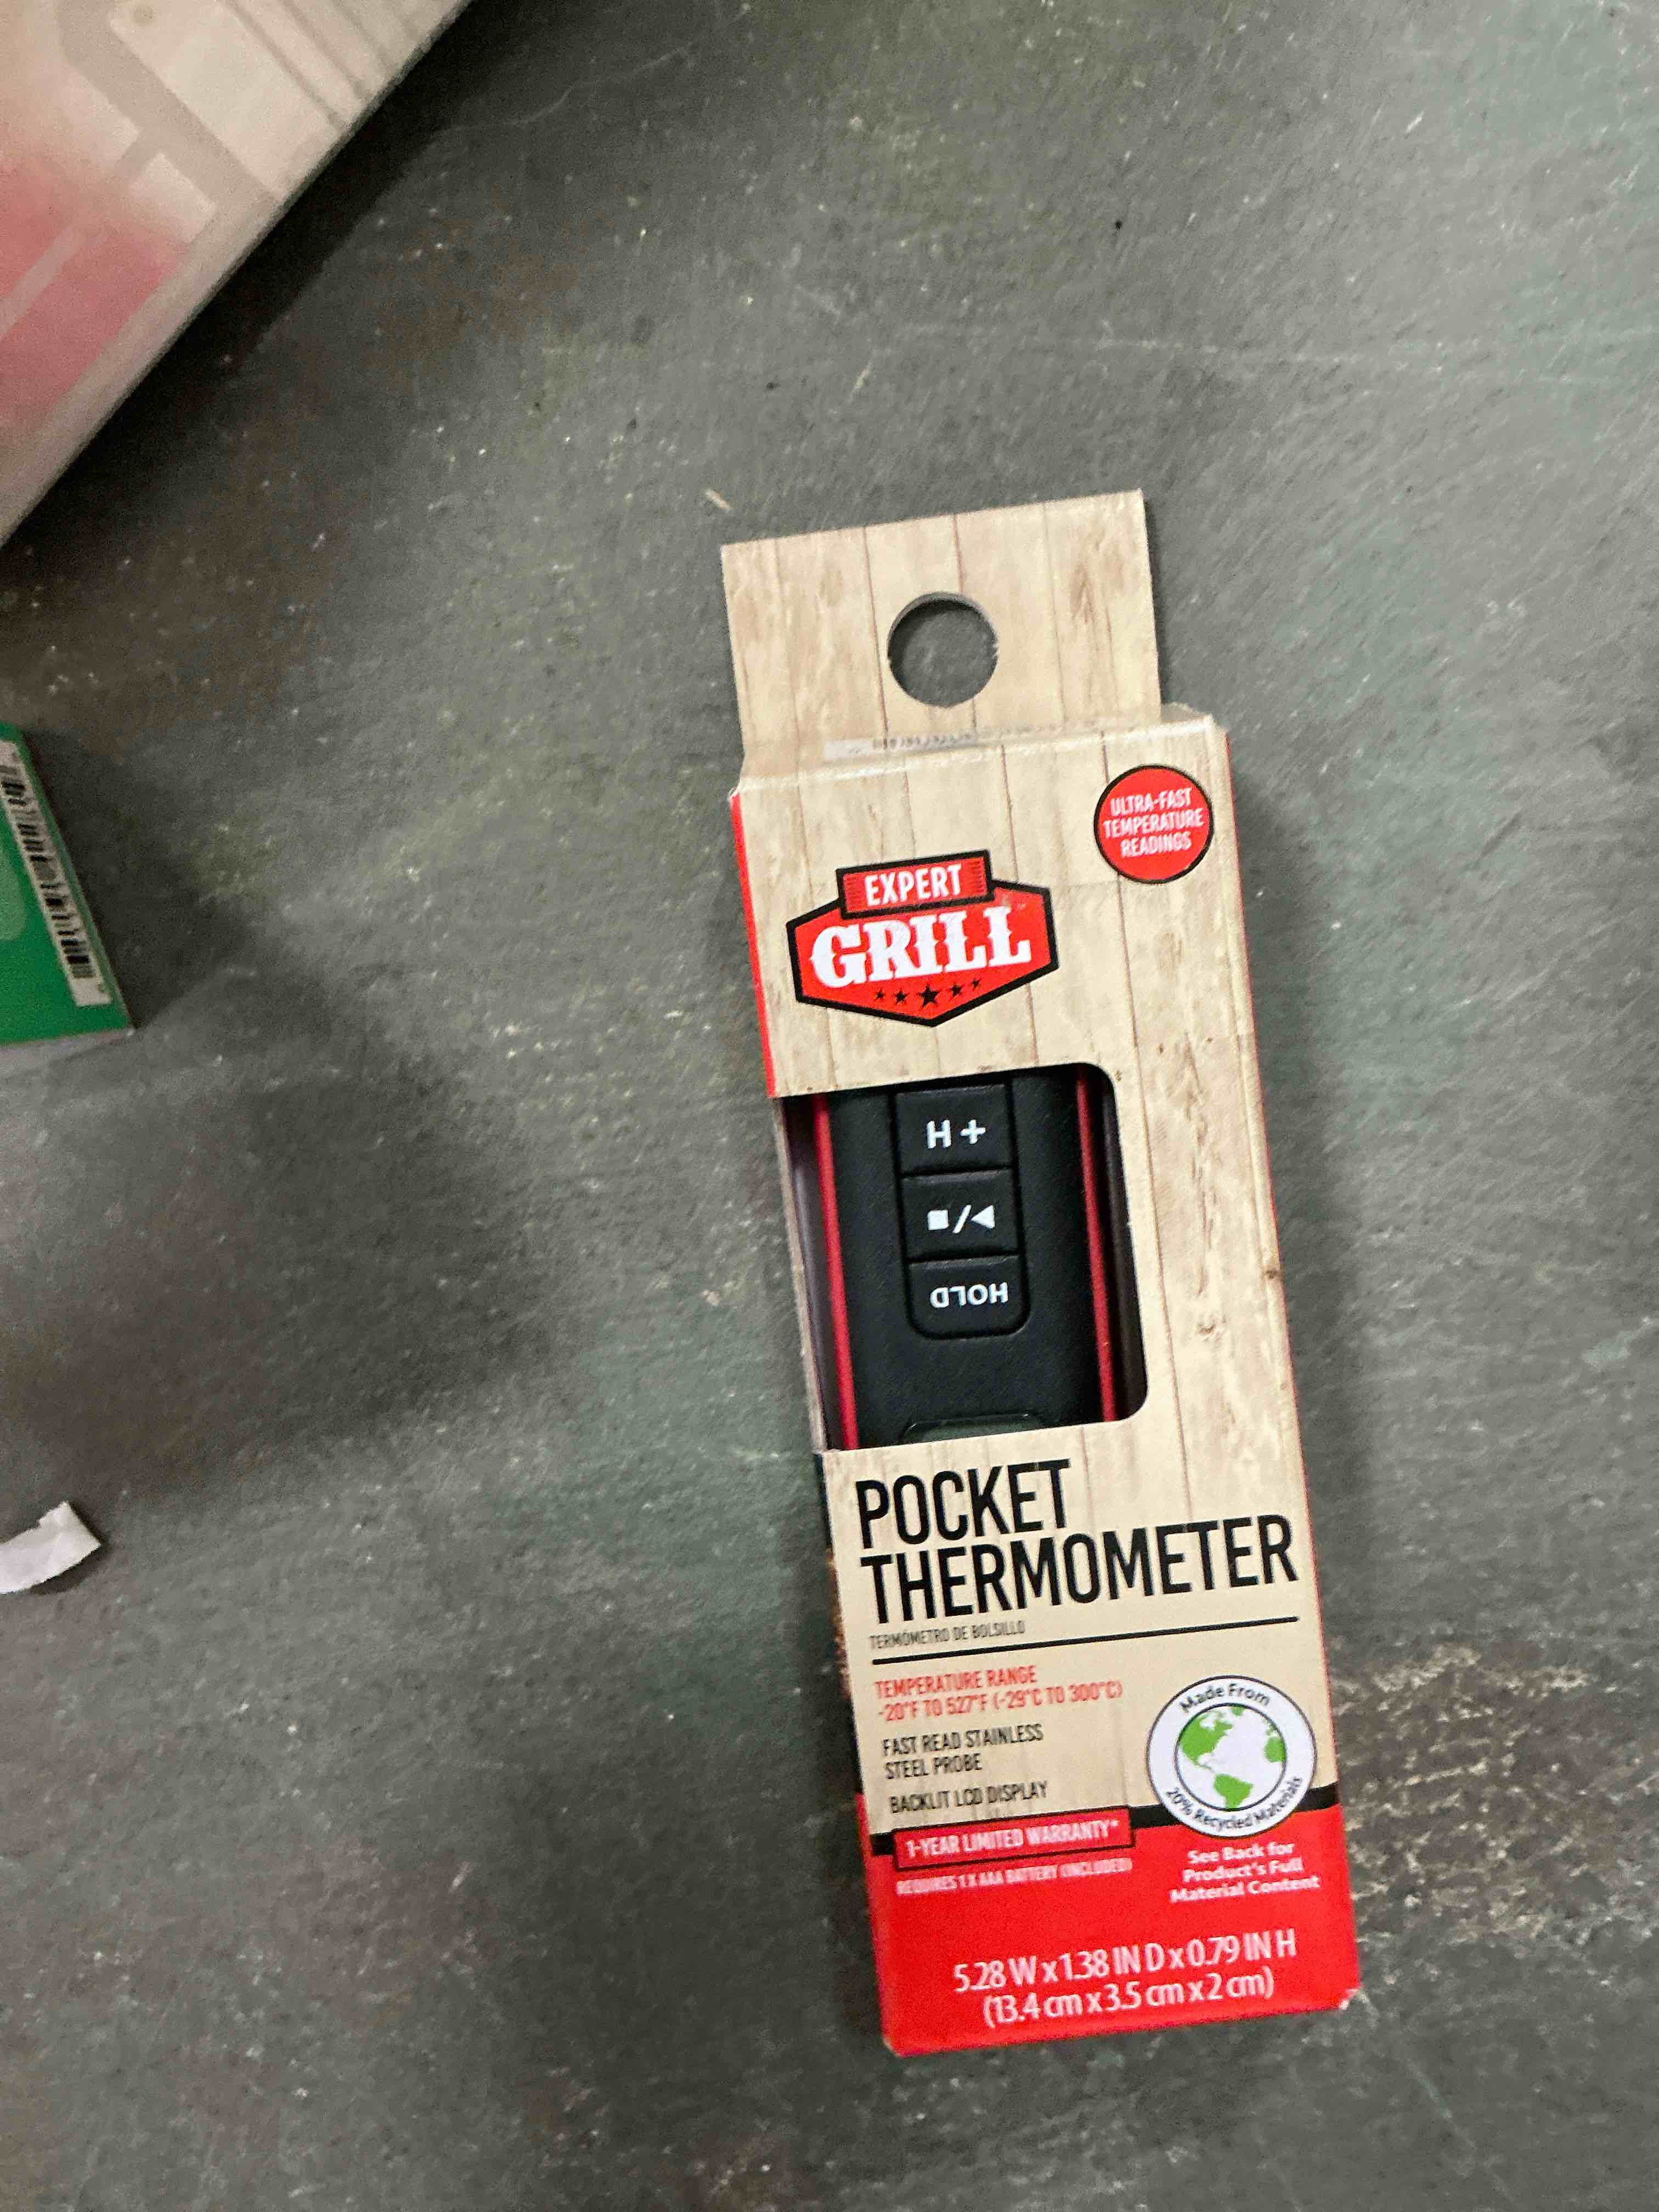 ULTRA-FAST
TEMPERATURE
READINGS
EXPERT
GRILL
H +
■/▶
HOLD
POCKET
THERMOMETER
TERMÓMETRO DE BOLSILLO
TEMPERATURE RANGE
-20°F TO 527°F (-29°C TO 300°C)
FAST READ STAINLESS
STEEL PROBE
BACKLIT LCD DISPLAY
1-YEAR LIMITED WARRANTY*
REQUIRES 1 X AAA BATTERY (INCLUDED)
Made From
20% Recycled Materials
See Back for
Product's Full
Material Content
5.28 W x 1.38 IN D x 0.79 IN H
(13.4 cm x 3.5 cm x 2 cm)